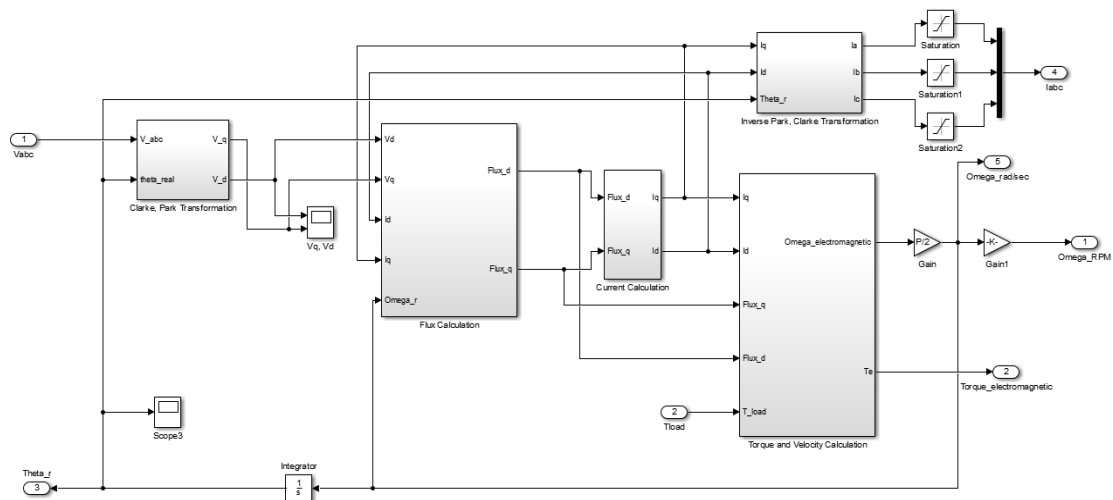 Iq
Id
Theta_r
Ia
Ib
Ic
Inverse Park, Clarke Transformation
Saturation
Saturation1
Saturation2
4
Iabc
1
Vabc
V_abc
theta_real
V_q
V_d
Clarke, Park Transformation
Vq, Vd
Vd
Vq
Id
Iq
Omega_r
Flux_d
Flux_q
Flux Calculation
Flux_d
Flux_q
Iq
Id
Current Calculation
Iq
Id
Flux_q
Flux_d
T_load
Omega_electromagnetic
Te
Torque and Velocity Calculation
P/2
Gain
-K-
Gain1
5
Omega_rad/sec
1
Omega_RPM
2
Torque_electromagnetic
2
Tload
Scope3
Theta_r
3
Integrator
1
s